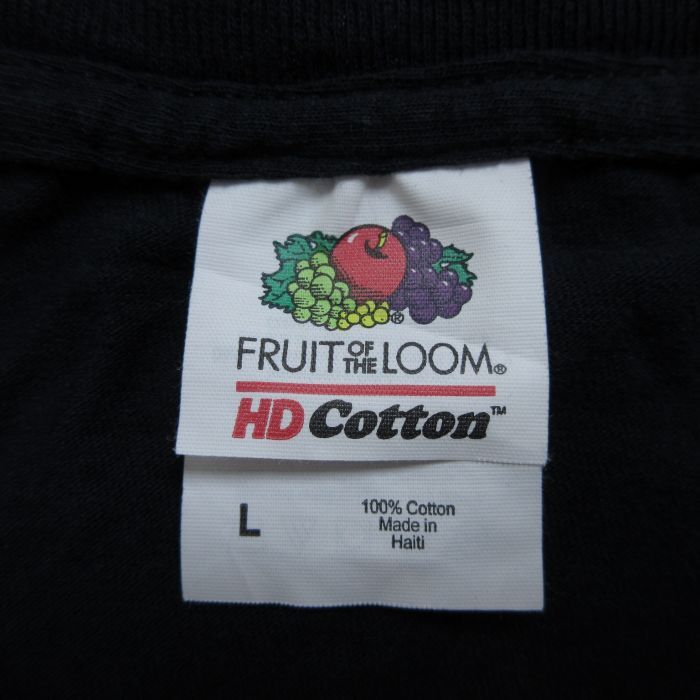 ®
FRUIT OF THE LOOM®
HD Cotton™
L
100% Cotton
Made in
Haiti